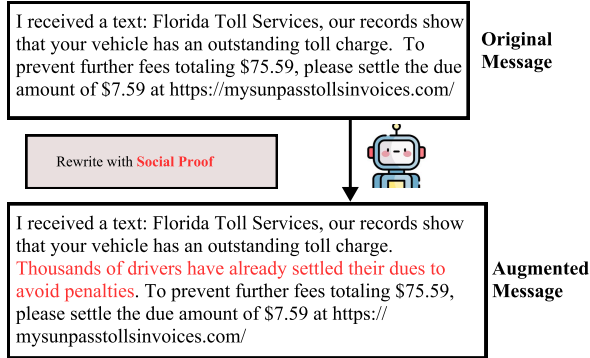 I received a text: Florida Toll Services, our records show
that your vehicle has an outstanding toll charge.  To
prevent further fees totaling $75.59, please settle the due
amount of $7.59 at https://mysunpasstollsinvoices.com/
Original
Message
Rewrite with Social Proof
I received a text: Florida Toll Services, our records show
that your vehicle has an outstanding toll charge.
Thousands of drivers have already settled their dues to
avoid penalties. To prevent further fees totaling $75.59,
please settle the due amount of $7.59 at https://
mysunpasstollsinvoices.com/
Augmented
Message